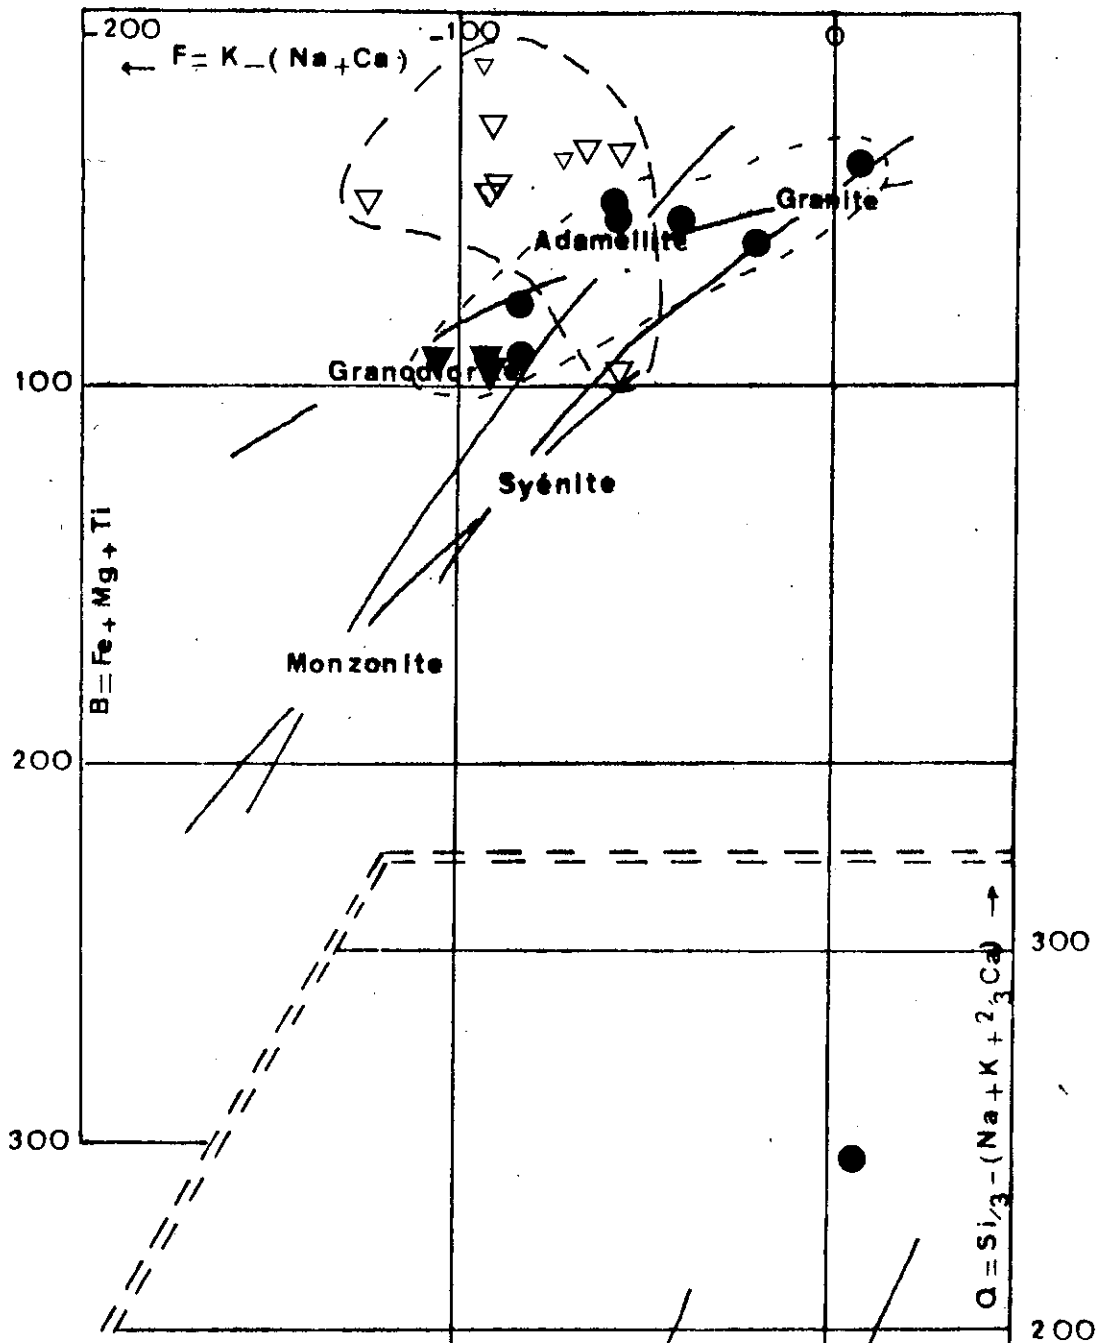 -200
-100
0
← F = K - (Na + Ca)
Granite
Adamellite
Granodiorite
100
Syénite
B = Fe + Mg + Ti
Monzonite
200
300
Q = Si/3 - (Na + K + 2/3 Ca) →
300
200